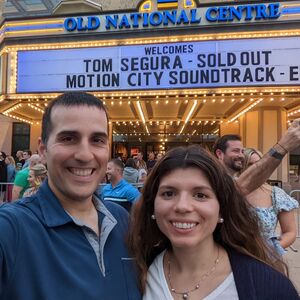 OLD NATIONAL CENTRE
WELCOMES
TOM SEGURA - SOLD OUT
MOTION CITY SOUNDTRACK - E